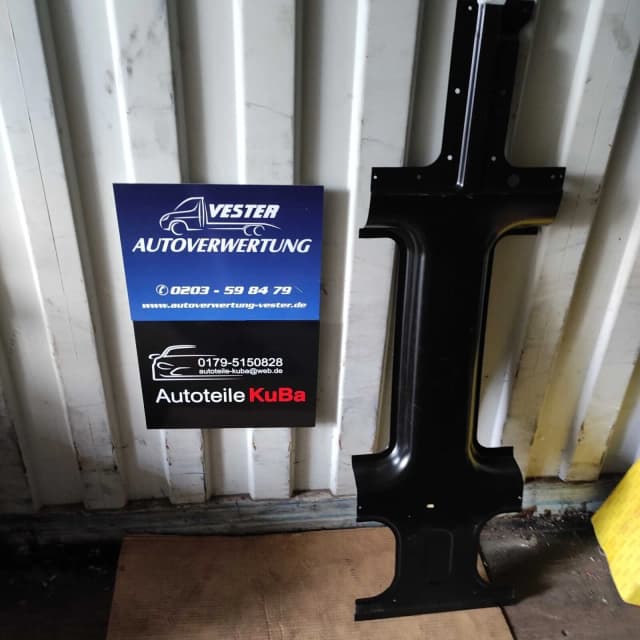 VESTER
AUTOVERWERTUNG
0203 - 59 84 79
www.autoverwertung-vester.de
0179-5150828
autoteile-kuba@web.de
Autoteile KuBa